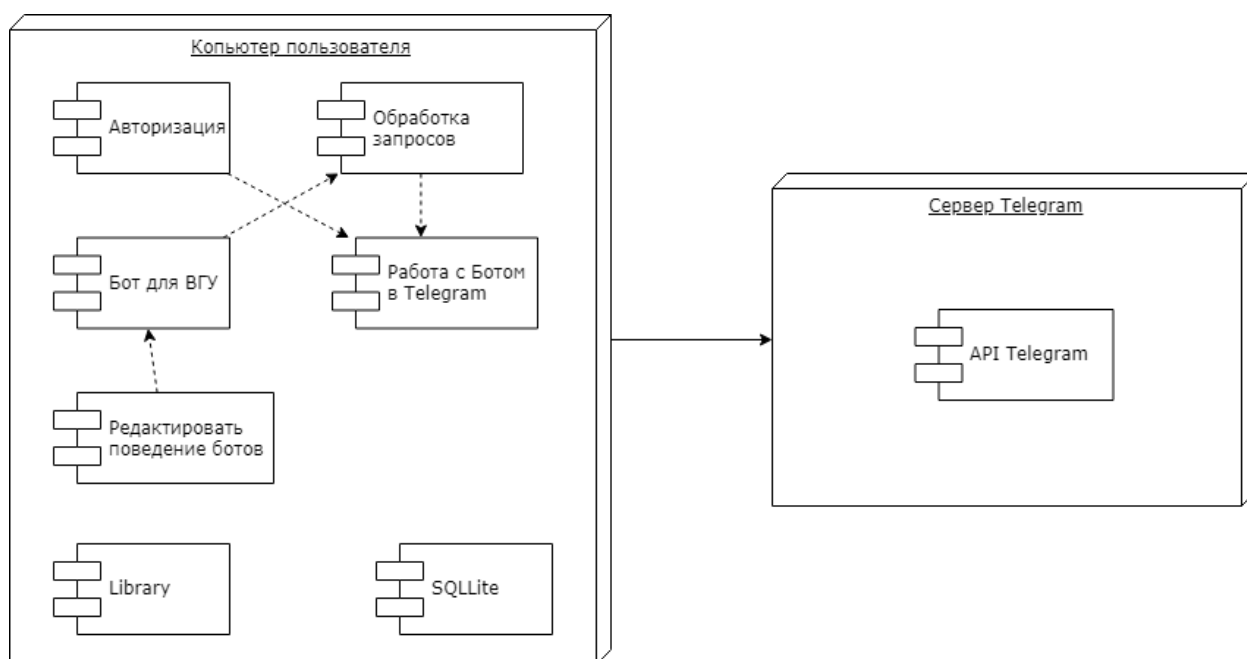 Копьютер пользователя
Авторизация
Обработка
запросов
Бот для ВГУ
Работа с Ботом
в Telegram
Редактировать
поведение ботов
Library
SQLLite
Сервер Telegram
API Telegram